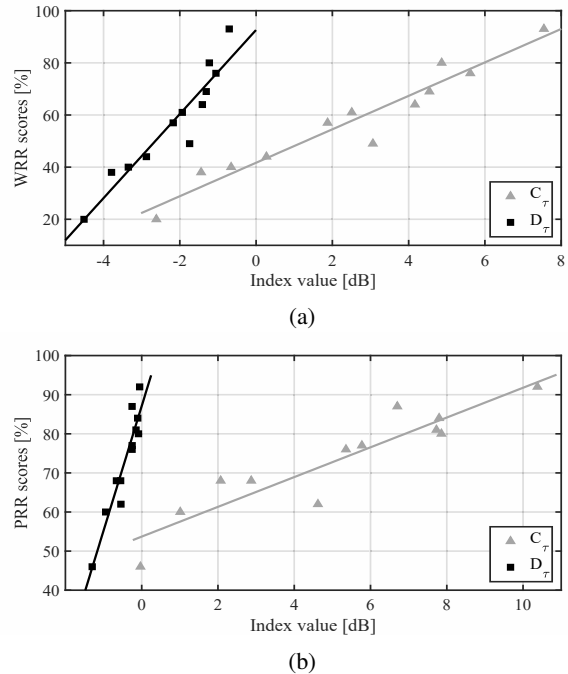 100
80
60
40
20
WRR scores [%]
-4 -2 0 2 4 6 8
Index value [dB]
C_τ
D_τ
(a)
100
90
80
70
60
50
40
PRR scores [%]
0 2 4 6 8 10
Index value [dB]
C_τ
D_τ
(b)